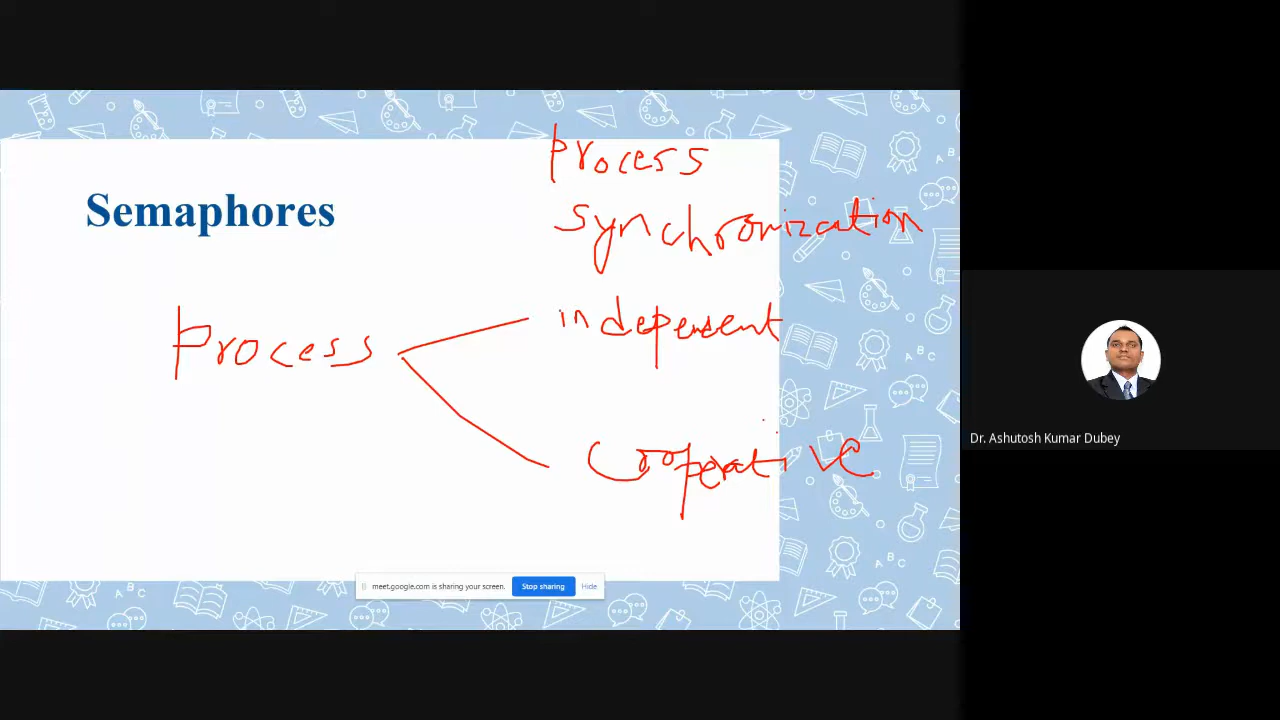 Process
Synchronization
Semaphores
independent
Process
Cooperative
Dr. Ashutosh Kumar Dubey
meet.google.com is sharing your screen.
Stop sharing
Hide
A B C
A B C
A B C
A B C